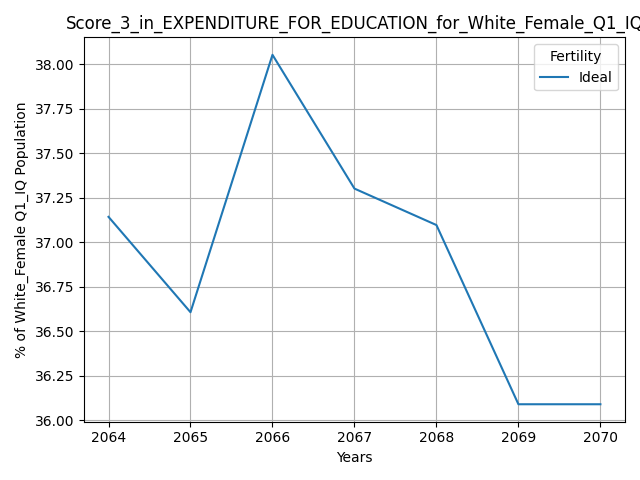 Score_3_in_EXPENDITURE_FOR_EDUCATION_for_White_Female_Q1_IQ
Fertility
Ideal
% of White_Female Q1_IQ Population
38.00
37.75
37.50
37.25
37.00
36.75
36.50
36.25
36.00
2064 2065 2066 2067 2068 2069 2070
Years